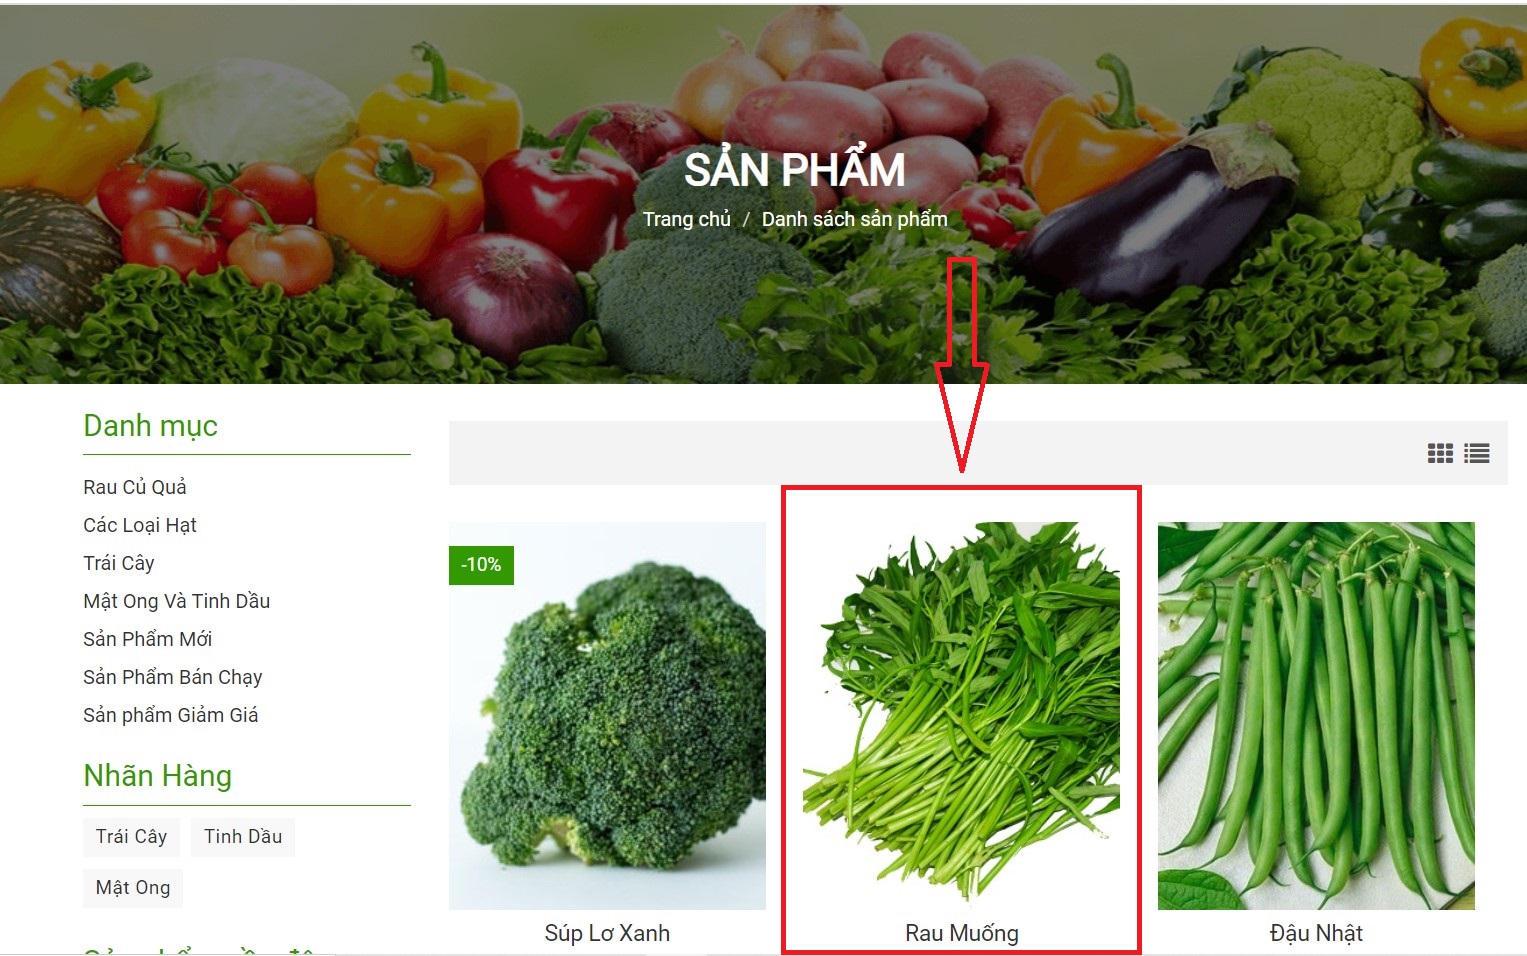 SẢN PHẨM
Trang chủ / Danh sách sản phẩm
Danh mục
Rau Củ Quả
Các Loại Hạt
Trái Cây
Mật Ong Và Tinh Dầu
Sản Phẩm Mới
Sản Phẩm Bán Chạy
Sản phẩm Giảm Giá
Nhãn Hàng
Trái Cây
Tinh Dầu
Mật Ong
-10%
Súp Lơ Xanh
Rau Muống
Đậu Nhật